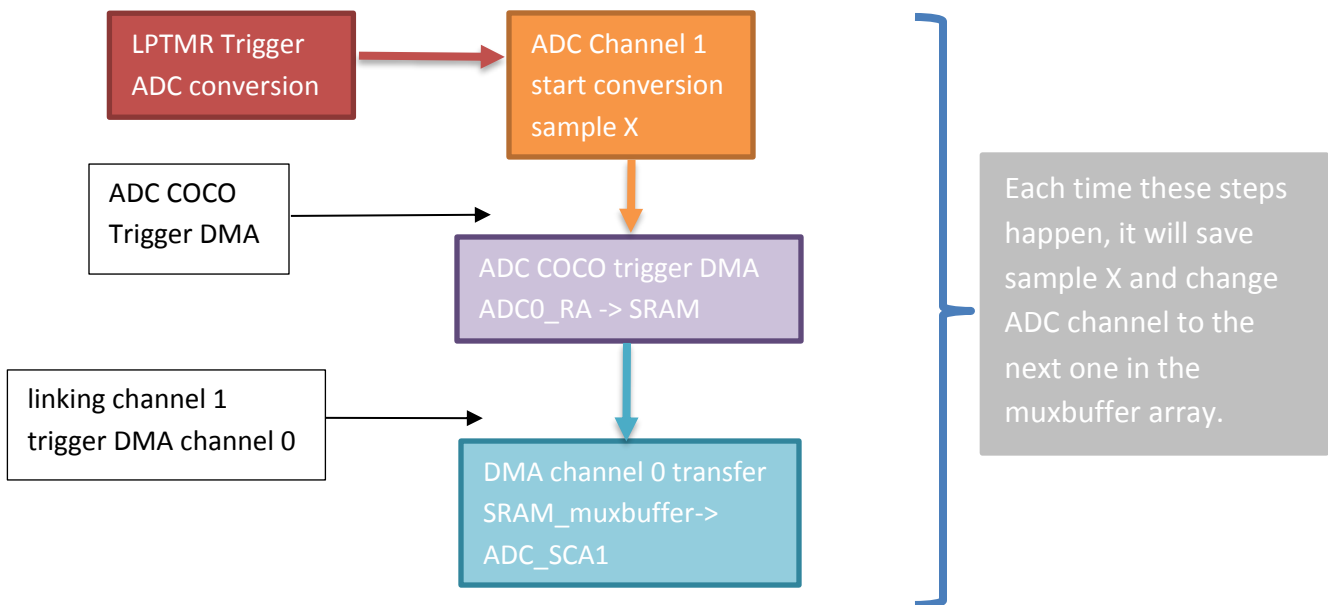 LPTMR Trigger
ADC conversion
ADC Channel 1
start conversion
sample X
ADC COCO
Trigger DMA
ADC COCO trigger DMA
ADC0_RA -> SRAM
linking channel 1
trigger DMA channel 0
DMA channel 0 transfer
SRAM_muxbuffer->
ADC_SCA1
Each time these steps
happen, it will save
sample X and change
ADC channel to the
next one in the
muxbuffer array.